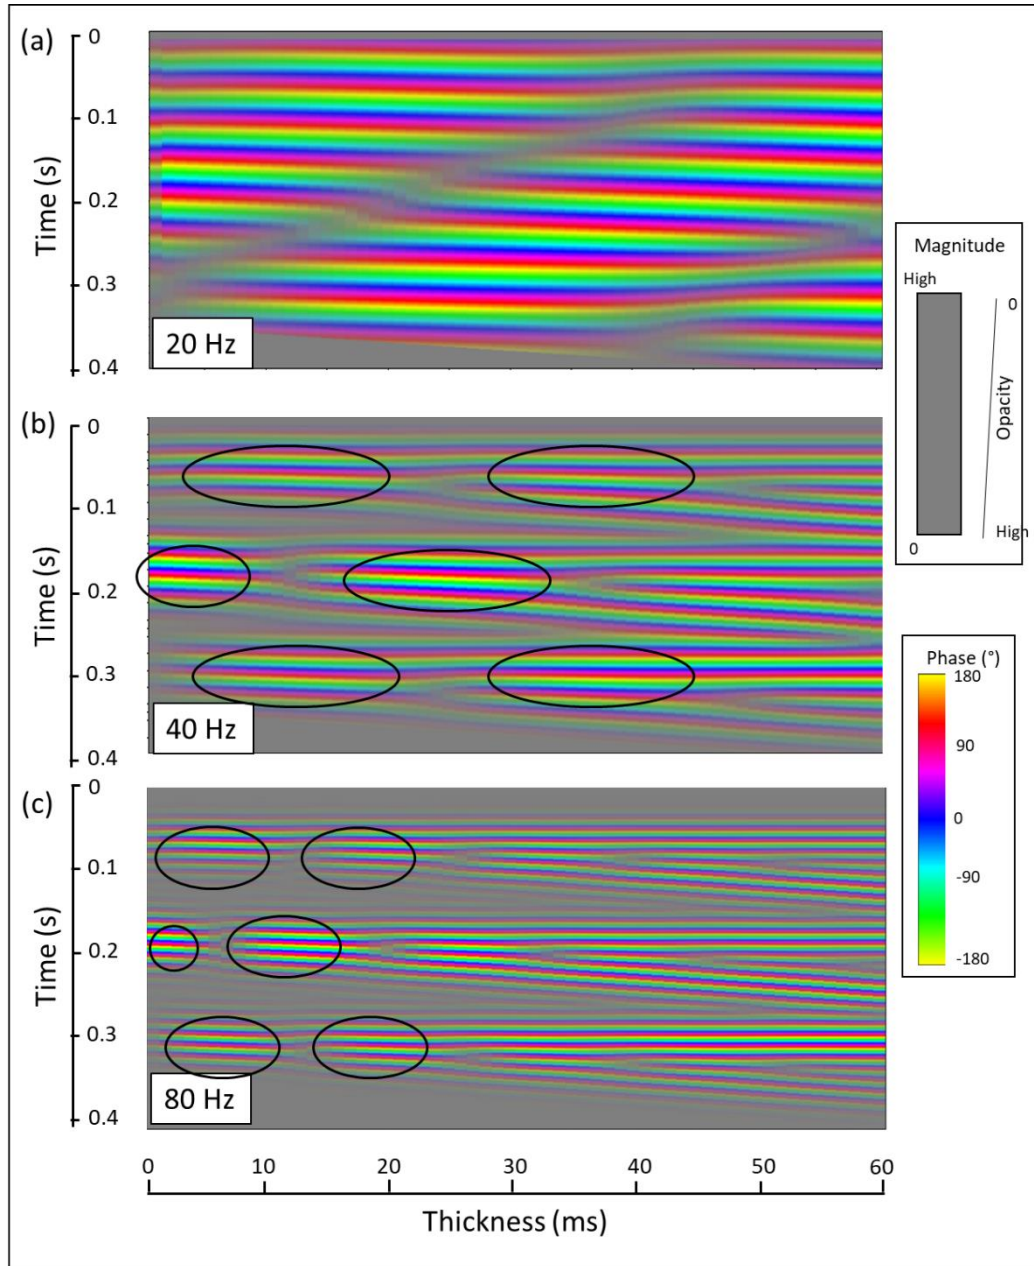 (a)
0
0.1
0.2
0.3
0.4
Time (s)
20 Hz
(b)
0
0.1
0.2
0.3
0.4
Time (s)
40 Hz
(c)
0
0.1
0.2
0.3
0.4
Time (s)
80 Hz
0 10 20 30 40 50 60
Thickness (ms)
Magnitude
High
0
Opacity
High
0
Phase (°)
180
90
0
-90
-180